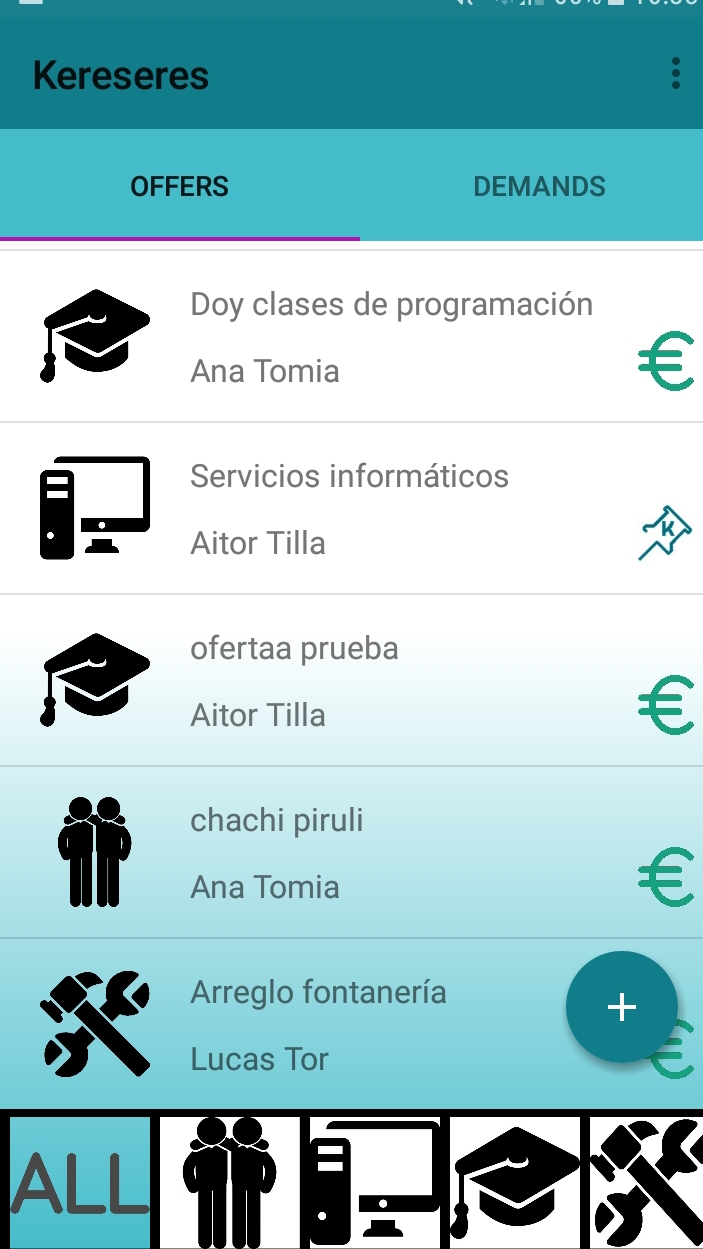 Kereseres
OFFERS
DEMANDS
Doy clases de programación
Ana Tomia
€
Servicios informáticos
Aitor Tilla
K
ofertaa prueba
Aitor Tilla
€
chachi piruli
Ana Tomia
€
Arreglo fontanería
Lucas Tor
€
+
ALL